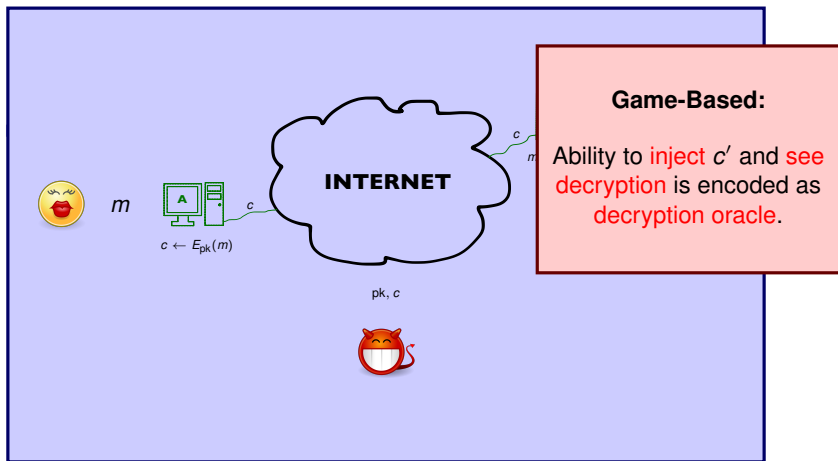 Game-Based:
Ability to inject c′ and see
decryption is encoded as
decryption oracle.
INTERNET
c
m
m
A
c
c ← E_pk(m)
pk, c